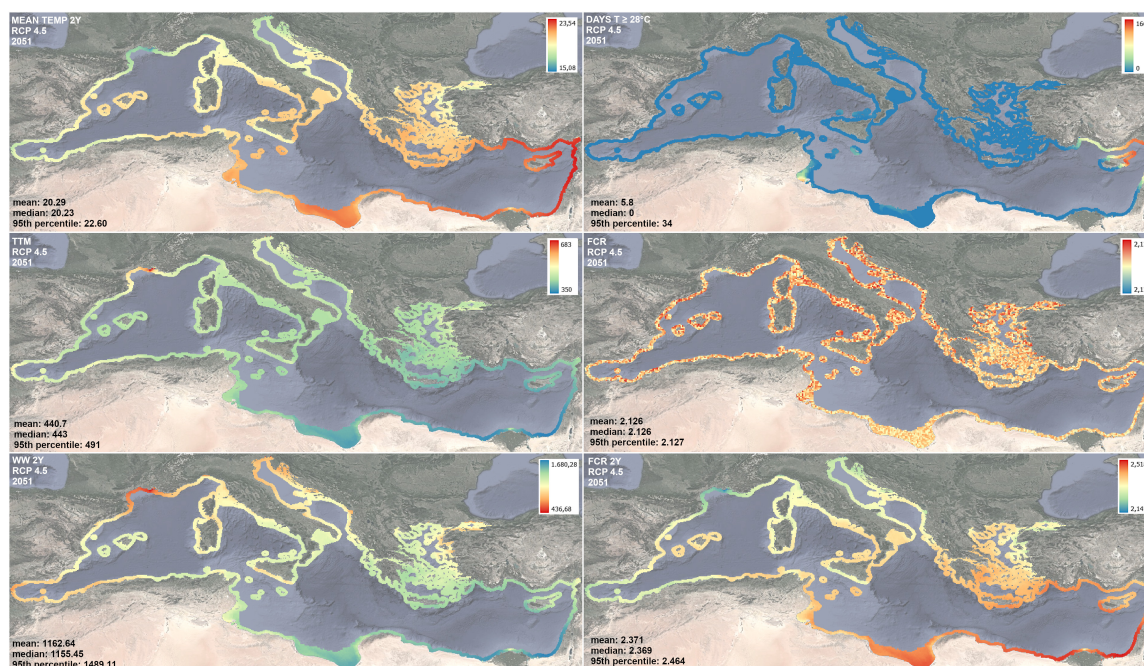 MEAN TEMP 2Y
RCP 4.5
2051
23,54
15,08
mean: 20.29
median: 20.23
95th percentile: 22.60
DAYS T ≥ 28°C
RCP 4.5
2051
0
mean: 5.8
median: 0
95th percentile: 34
TTM
RCP 4.5
2051
683
350
mean: 440.7
median: 443
95th percentile: 491
FCR
RCP 4.5
2051
mean: 2.126
median: 2.126
95th percentile: 2.127
WW 2Y
RCP 4.5
2051
1.680,28
436,68
mean: 1162.64
median: 1155.45
95th percentile: 1489.11
FCR 2Y
RCP 4.5
2051
mean: 2.371
median: 2.369
95th percentile: 2.464